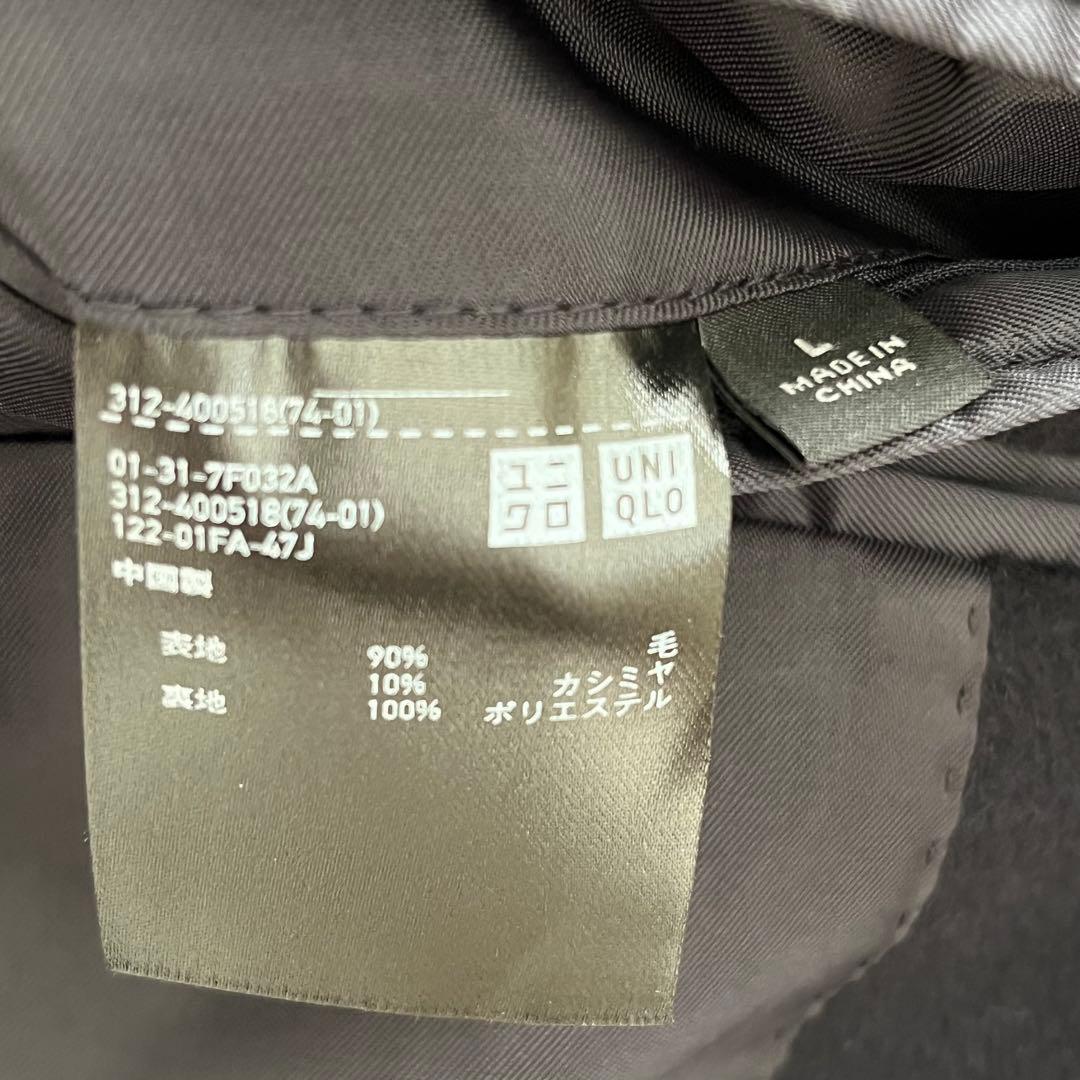 312-400518(74-01)
01-31-7F032A
312-400518(74-01)
122-01FA-47J
中国製
ユニ
クロ
UNI
QLO
表地 90% 毛
10% カシミヤ
裏地 100% ポリエステル
L
MADE IN
CHINA